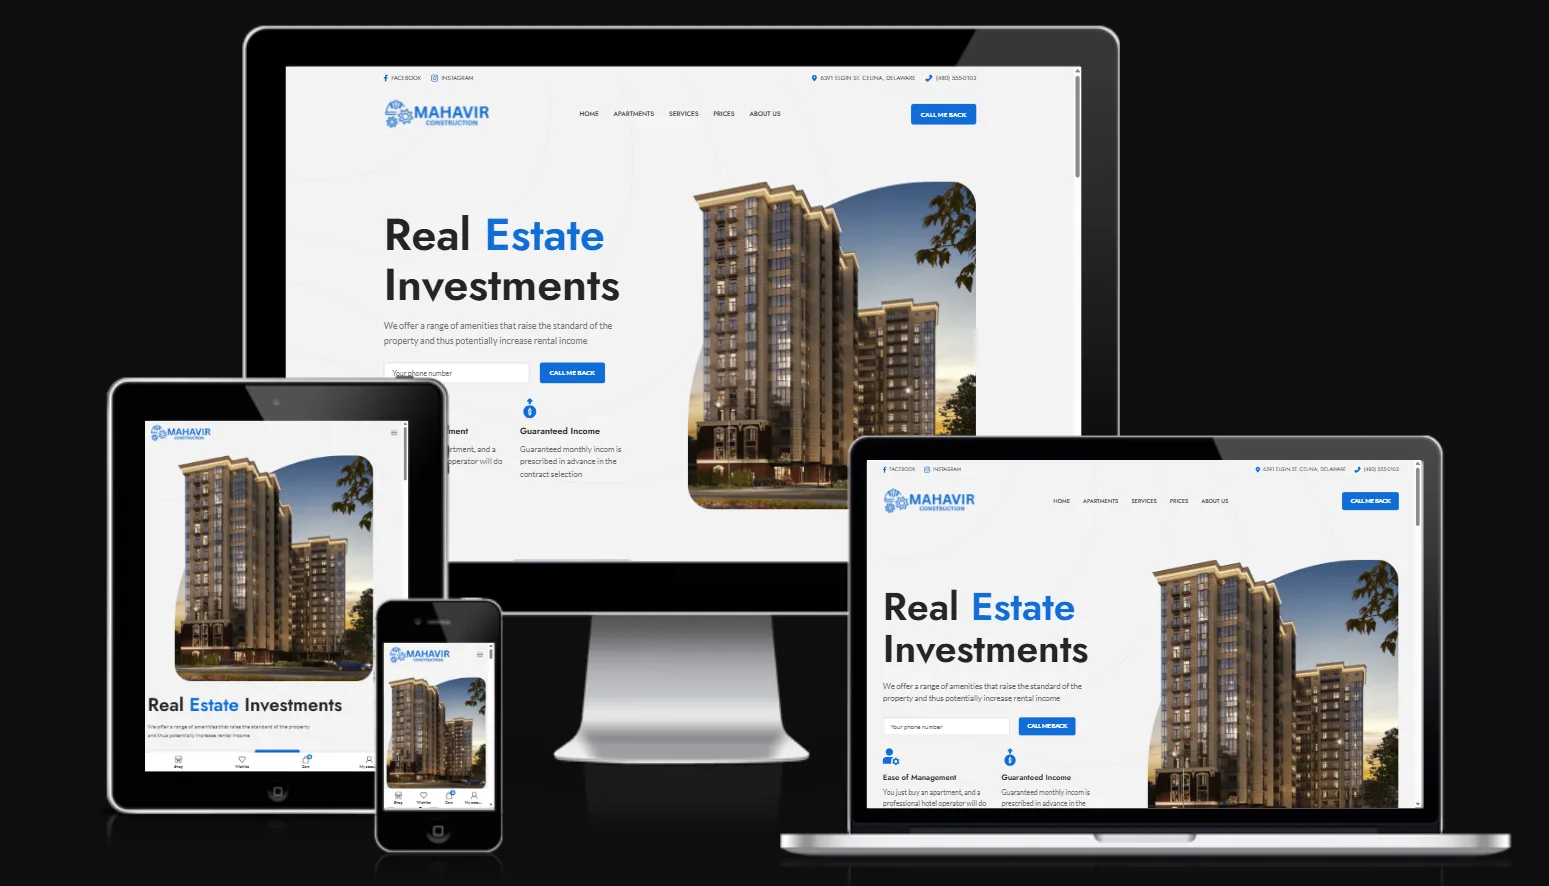 FACEBOOK INSTAGRAM 6391 ELGIN ST. CELINA, DELAWARE (480) 555-0103
MAHAVIR
CONSTRUCTION
HOME APARTMENTS SERVICES PRICES ABOUT US
CALL ME BACK
Real Estate
Investments
We offer a range of amenities that raise the standard of the
property and thus potentially increase rental income
Your phone number CALL ME BACK
ment Guaranteed Income
rtment, and a Guaranteed monthly incom is
operator will do prescribed in advance in the
contract selection
MAHAVIR
CONSTRUCTION
Real Estate Investments
We offer a range of amenities that raise the standard of the property
and thus potentially increase rental income
Shop Wishlist Cart My acco
MAHAVIR
CONSTRUCTION
Shop Wishlist Cart My accou...
FACEBOOK INSTAGRAM 6391 ELGIN ST. CELINA, DELAWARE (480) 555-0103
MAHAVIR
CONSTRUCTION
HOME APARTMENTS SERVICES PRICES ABOUT US
CALL ME BACK
Real Estate
Investments
We offer a range of amenities that raise the standard of the
property and thus potentially increase rental income
Your phone number CALL ME BACK
Ease of Management Guaranteed Income
You just buy an apartment, and a Guaranteed monthly incom is
professional hotel operator will do prescribed in advance in the